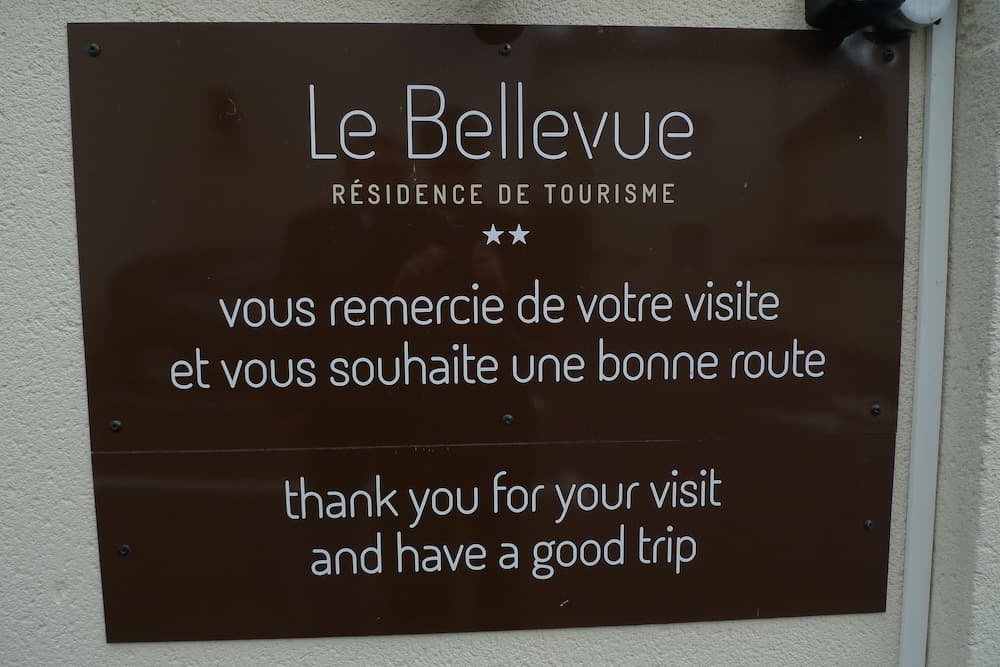 Le Bellevue
RÉSIDENCE DE TOURISME
★★
vous remercie de votre visite
et vous souhaite une bonne route
thank you for your visit
and have a good trip